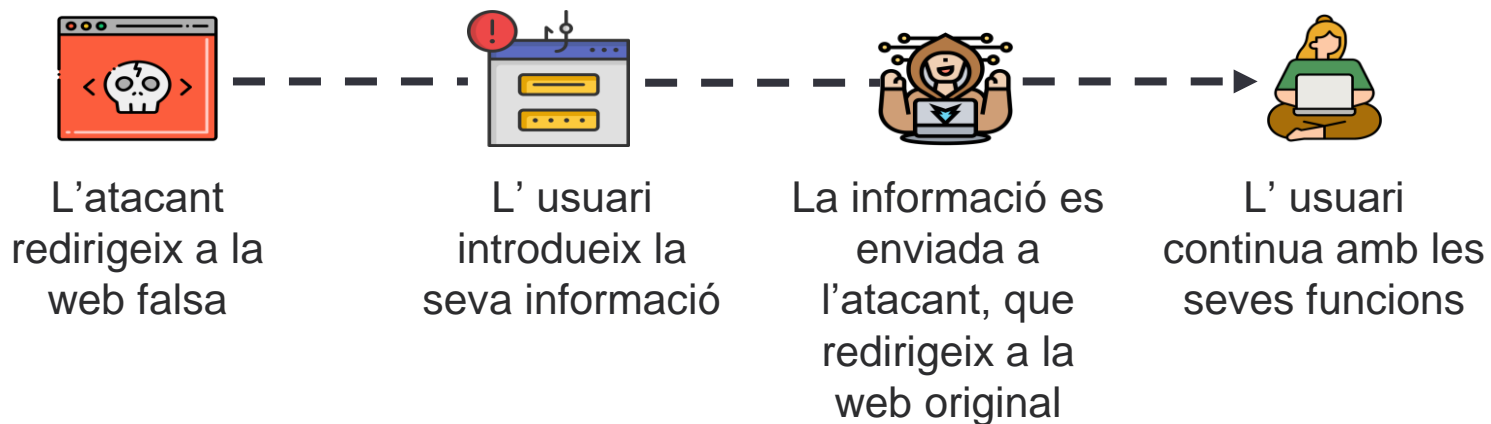 L’atacant
redirigeix a la
web falsa
L’ usuari
introdueix la
seva informació
La informació es
enviada a
l’atacant, que
redirigeix a la
web original
L’ usuari
continua amb les
seves funcions